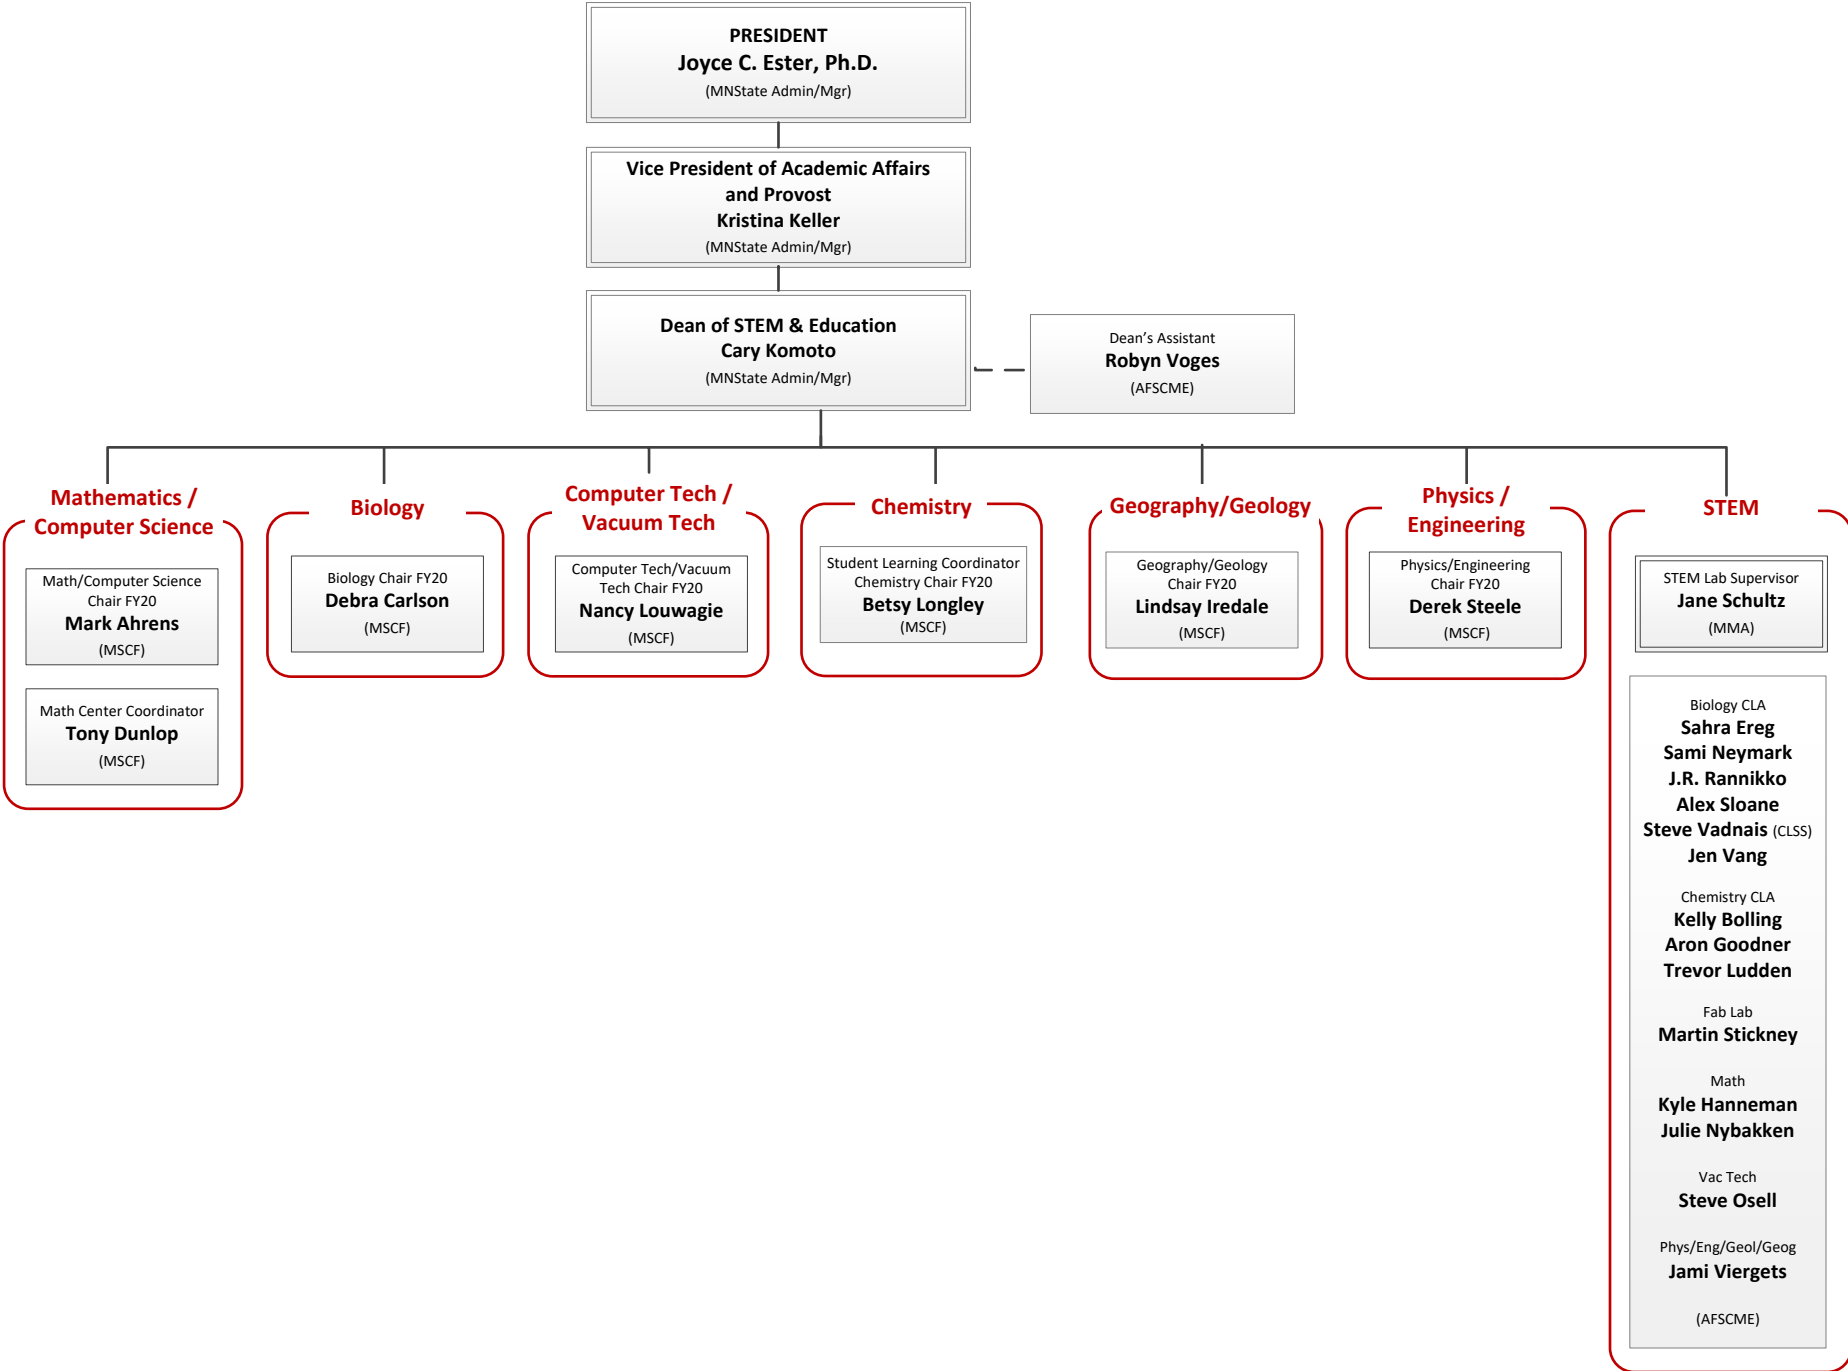 PRESIDENT
Joyce C. Ester, Ph.D.
(MNState Admin/Mgr)
Vice President of Academic Affairs
and Provost
Kristina Keller
(MNState Admin/Mgr)
Dean of STEM & Education
Cary Komoto
(MNState Admin/Mgr)
Dean's Assistant
Robyn Voges
(AFSCME)
Mathematics /
Computer Science
Math/Computer Science
Chair FY20
Mark Ahrens
(MSCF)
Math Center Coordinator
Tony Dunlop
(MSCF)
Biology
Biology Chair FY20
Debra Carlson
(MSCF)
Computer Tech /
Vacuum Tech
Computer Tech/Vacuum
Tech Chair FY20
Nancy Louwagie
(MSCF)
Chemistry
Student Learning Coordinator
Chemistry Chair FY20
Betsy Longley
(MSCF)
Geography/Geology
Geography/Geology
Chair FY20
Lindsay Iredale
(MSCF)
Physics /
Engineering
Physics/Engineering
Chair FY20
Derek Steele
(MSCF)
STEM
STEM Lab Supervisor
Jane Schultz
(MMA)
Biology CLA
Sahra Ereg
Sami Neymark
J.R. Rannikko
Alex Sloane
Steve Vadnais (CLSS)
Jen Vang
Chemistry CLA
Kelly Bolling
Aron Goodner
Trevor Ludden
Fab Lab
Martin Stickney
Math
Kyle Hanneman
Julie Nybakken
Vac Tech
Steve Osell
Phys/Eng/Geol/Geog
Jami Viergets
(AFSCME)